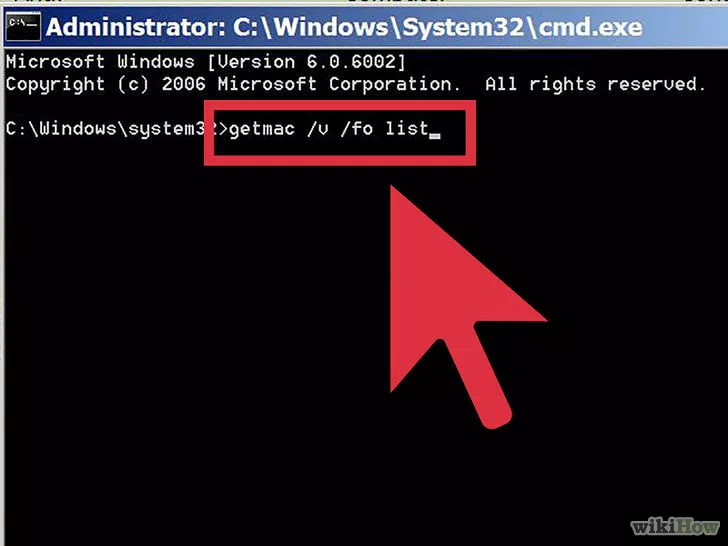 Administrator: C:\Windows\System32\cmd.exe
Microsoft Windows [Version 6.0.6002]
Copyright (c) 2006 Microsoft Corporation.  All rights reserved.
C:\Windows\system32>getmac /v /fo list_
wikiHow